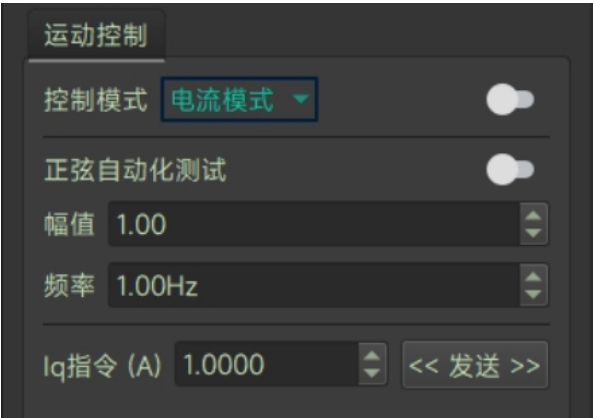 运动控制
控制模式 电流模式
正弦自动化测试
幅值 1.00
频率 1.00Hz
Iq指令 (A) 1.0000 << 发送 >>